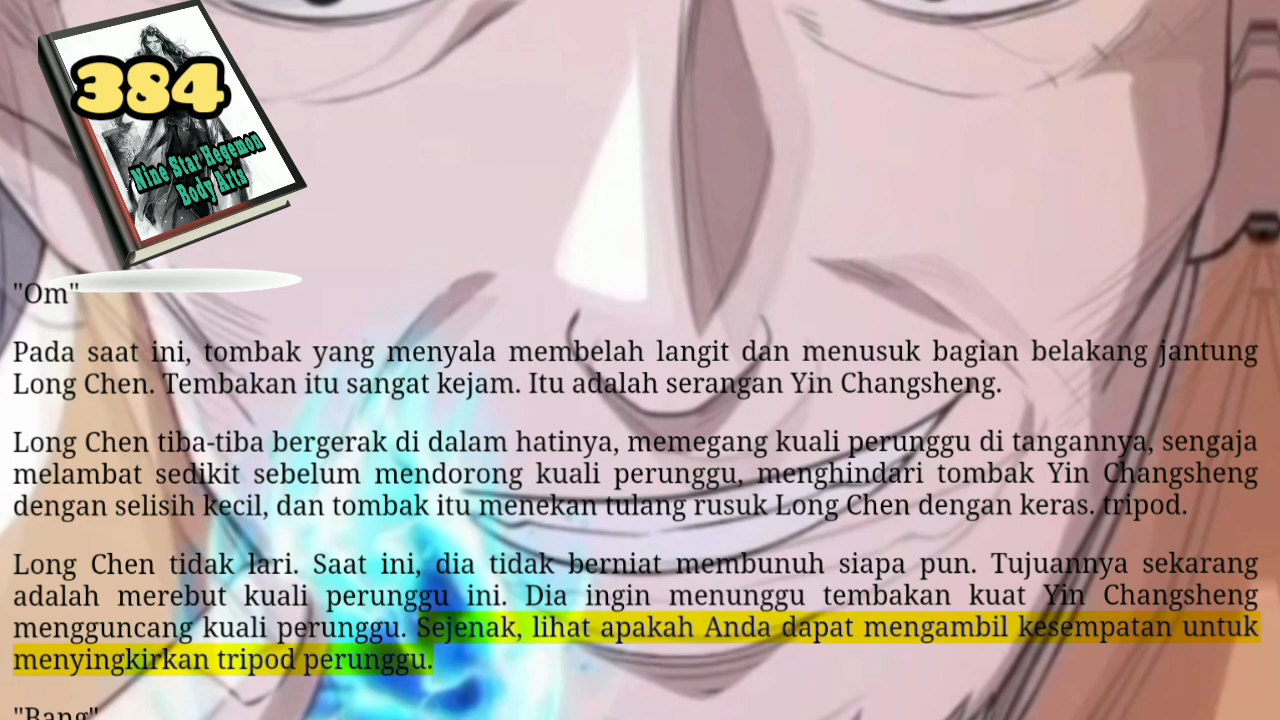 384
Nine Star Hegemon
Body Arts
"Om"
Pada saat ini, tombak yang menyala membelah langit dan menusuk bagian belakang jantung
Long Chen. Tembakan itu sangat kejam. Itu adalah serangan Yin Changsheng.
Long Chen tiba-tiba bergerak di dalam hatinya, memegang kuali perunggu di tangannya, sengaja
melambat sedikit sebelum mendorong kuali perunggu, menghindari tombak Yin Changsheng
dengan selisih kecil, dan tombak itu menekan tulang rusuk Long Chen dengan keras. tripod.
Long Chen tidak lari. Saat ini, dia tidak berniat membunuh siapa pun. Tujuannya sekarang
adalah merebut kuali perunggu ini. Dia ingin menunggu tembakan kuat Yin Changsheng
mengguncang kuali perunggu. Sejenak, lihat apakah Anda dapat mengambil kesempatan untuk
menyingkirkan tripod perunggu.
"Bang"